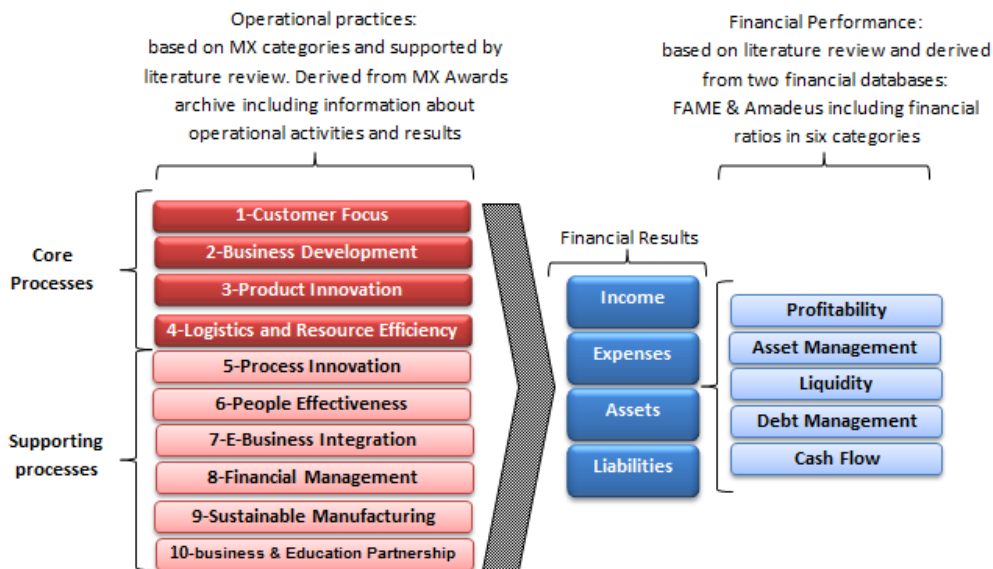 Operational practices:
based on MX categories and supported by
literature review. Derived from MX Awards
archive including information about
operational activities and results
Financial Performance:
based on literature review and derived
from two financial databases:
FAME & Amadeus including financial
ratios in six categories
Core
Processes
1-Customer Focus
2-Business Development
3-Product Innovation
4-Logistics and Resource Efficiency
Supporting
processes
5-Process Innovation
6-People Effectiveness
7-E-Business Integration
8-Financial Management
9-Sustainable Manufacturing
10-business & Education Partnership
Financial Results
Income
Expenses
Assets
Liabilities
Profitability
Asset Management
Liquidity
Debt Management
Cash Flow